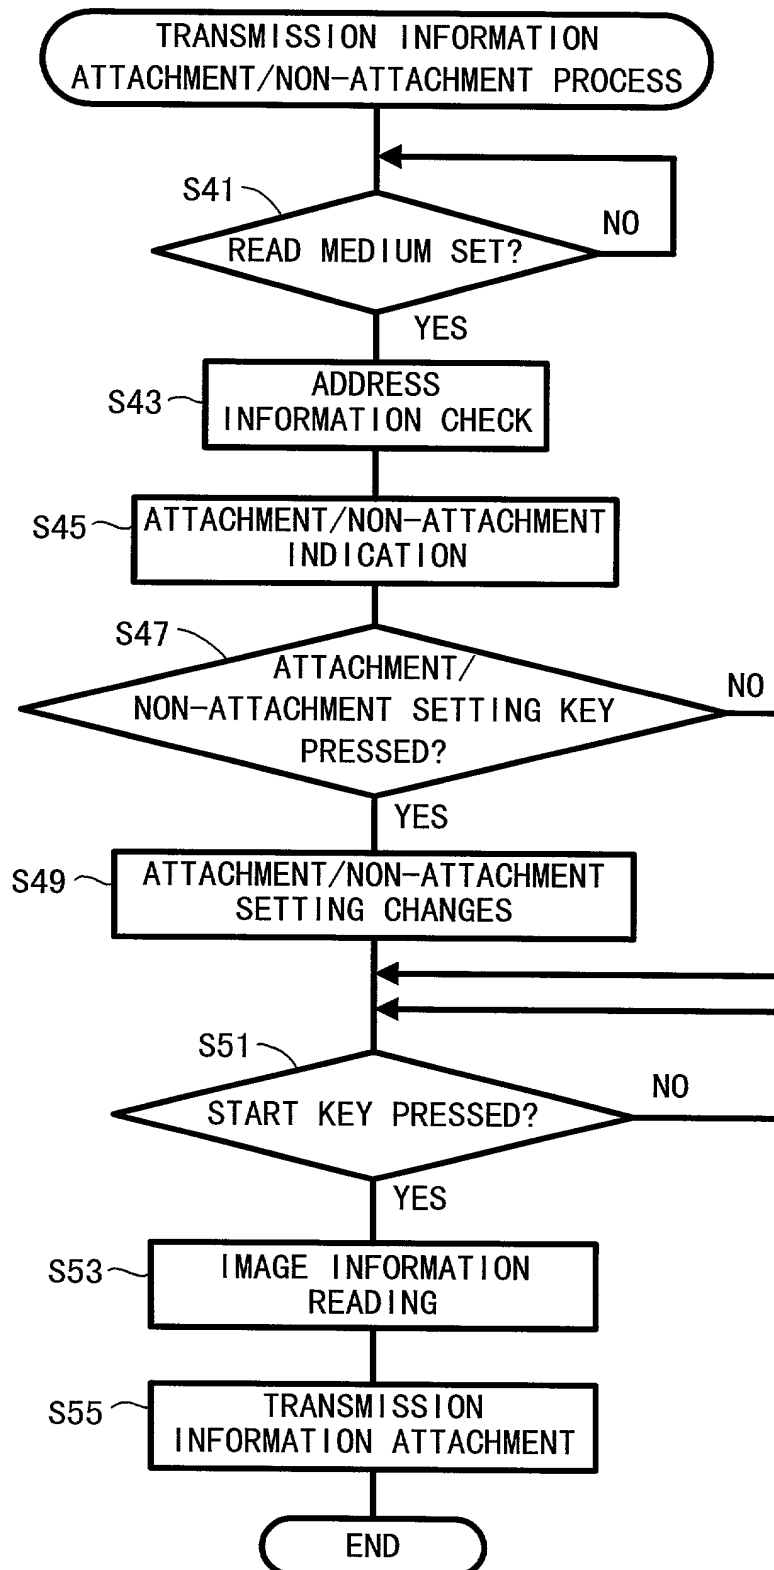 TRANSMISSION INFORMATION
ATTACHMENT/NON-ATTACHMENT PROCESS
S41
READ MEDIUM SET?
NO
YES
S43
ADDRESS
INFORMATION CHECK
S45
ATTACHMENT/NON-ATTACHMENT
INDICATION
S47
ATTACHMENT/
NON-ATTACHMENT SETTING KEY
PRESSED?
NO
YES
S49
ATTACHMENT/NON-ATTACHMENT
SETTING CHANGES
S51
START KEY PRESSED?
NO
YES
S53
IMAGE INFORMATION
READING
S55
TRANSMISSION
INFORMATION ATTACHMENT
END